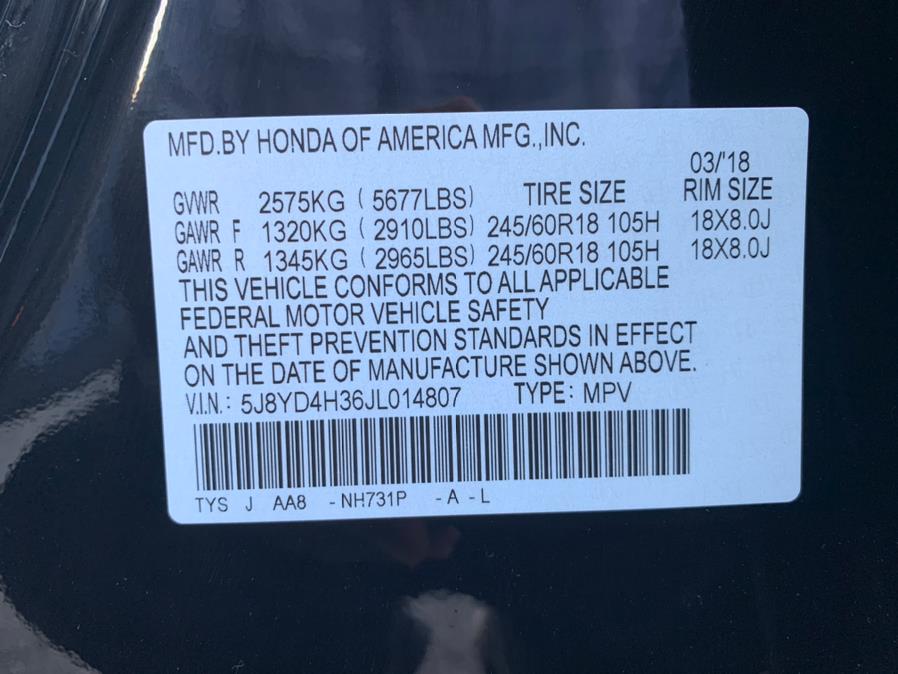 MFD.BY HONDA OF AMERICA MFG.,INC.
03/'18
GVWR 2575KG ( 5677LBS) TIRE SIZE RIM SIZE
GAWR F 1320KG ( 2910LBS) 245/60R18 105H 18X8.0J
GAWR R 1345KG ( 2965LBS) 245/60R18 105H 18X8.0J
THIS VEHICLE CONFORMS TO ALL APPLICABLE
FEDERAL MOTOR VEHICLE SAFETY
AND THEFT PREVENTION STANDARDS IN EFFECT
ON THE DATE OF MANUFACTURE SHOWN ABOVE.
V.I.N.: 5J8YD4H36JL014807 TYPE: MPV
TYS J AA8 - NH731P - A - L